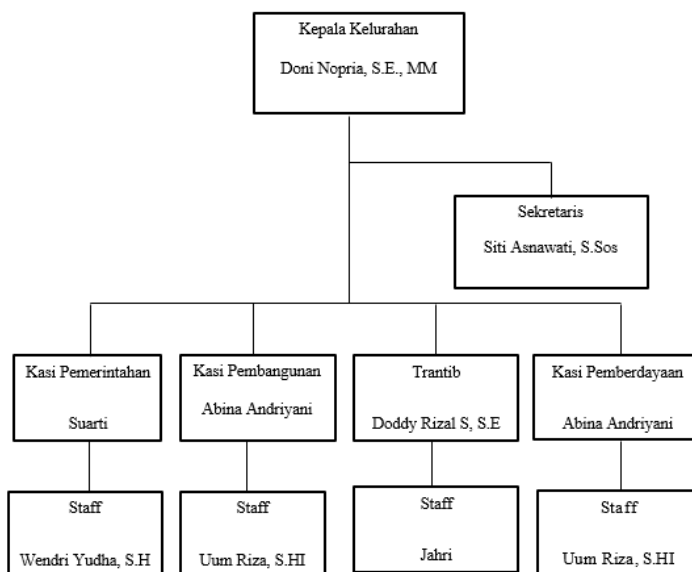 Kepala Kelurahan
Doni Nopria, S.E., MM
Sekretaris
Siti Asnawati, S.Sos
Kasi Pemerintahan
Suarti
Kasi Pembangunan
Abina Andriyani
Trantib
Doddy Rizal S, S.E
Kasi Pemberdayaan
Abina Andriyani
Staff
Wendri Yudha, S.H
Staff
Uum Riza, S.HI
Staff
Jahri
Staff
Uum Riza, S.HI